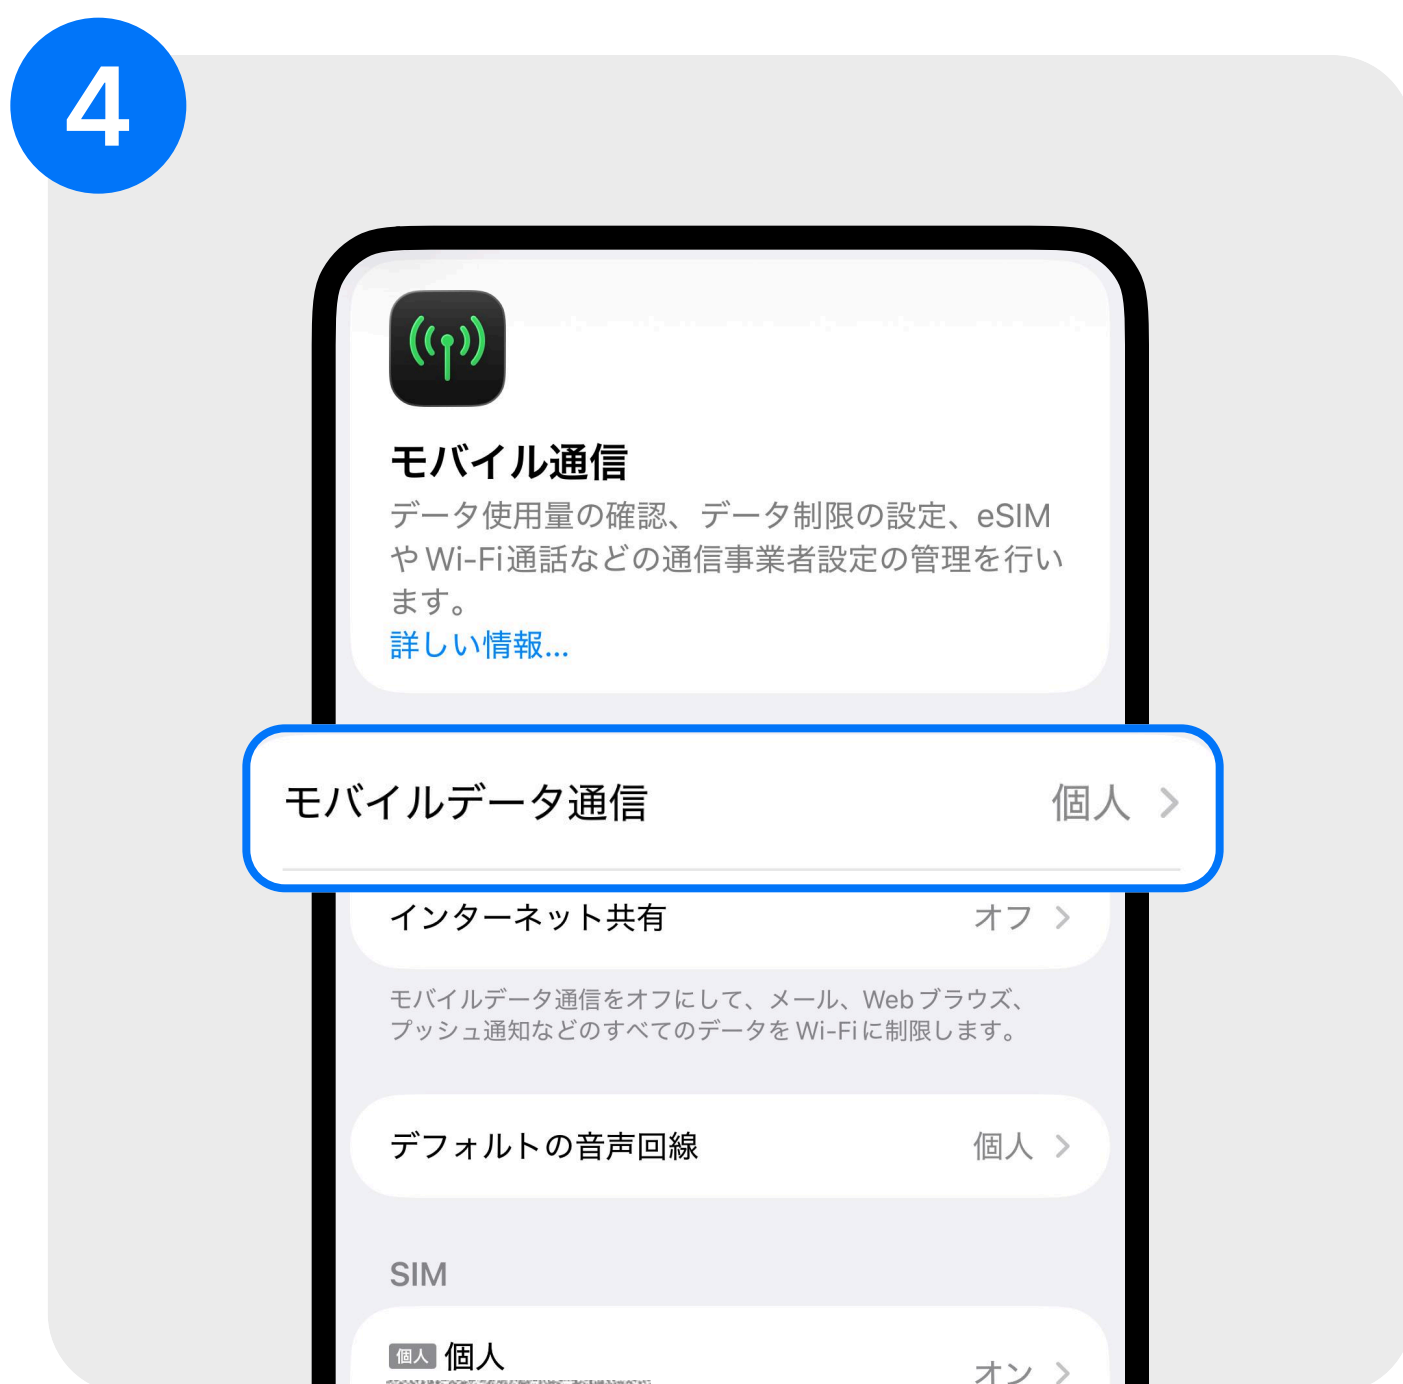 4
モバイル通信
データ使用量の確認、データ制限の設定、eSIM
やWi-Fi通話などの通信事業者設定の管理を行い
ます。
詳しい情報...
モバイルデータ通信 個人
インターネット共有 オフ
モバイルデータ通信をオフにして、メール、Webブラウズ、
プッシュ通知などのすべてのデータをWi-Fiに制限します。
デフォルトの音声回線 個人
SIM
個人 個人 オン